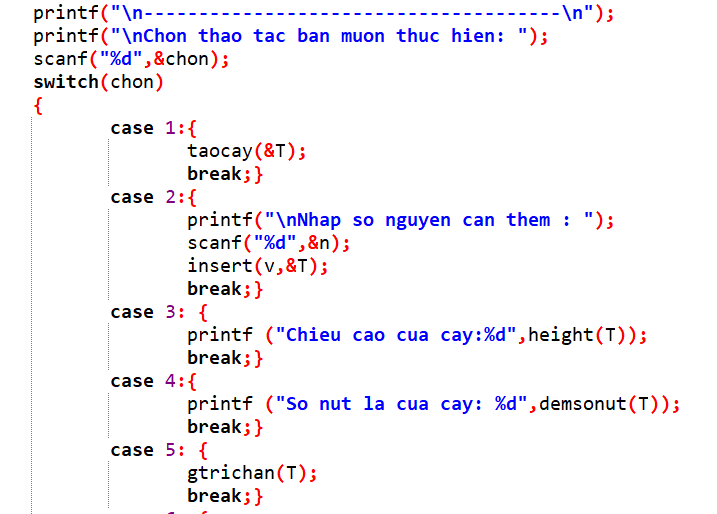 printf("\n--------------------------------------\n");
printf("\nChon thao tac ban muon thuc hien: ");
scanf("%d",&chon);
switch(chon)
{
case 1:{
taocay(&T);
break;}
case 2:{
printf("\nNhap so nguyen can them : ");
scanf("%d",&n);
insert(v,&T);
break;}
case 3: {
printf ("Chieu cao cua cay:%d",height(T));
break;}
case 4:{
printf ("So nut la cua cay: %d",demsonut(T));
break;}
case 5: {
gtrichan(T);
break;}